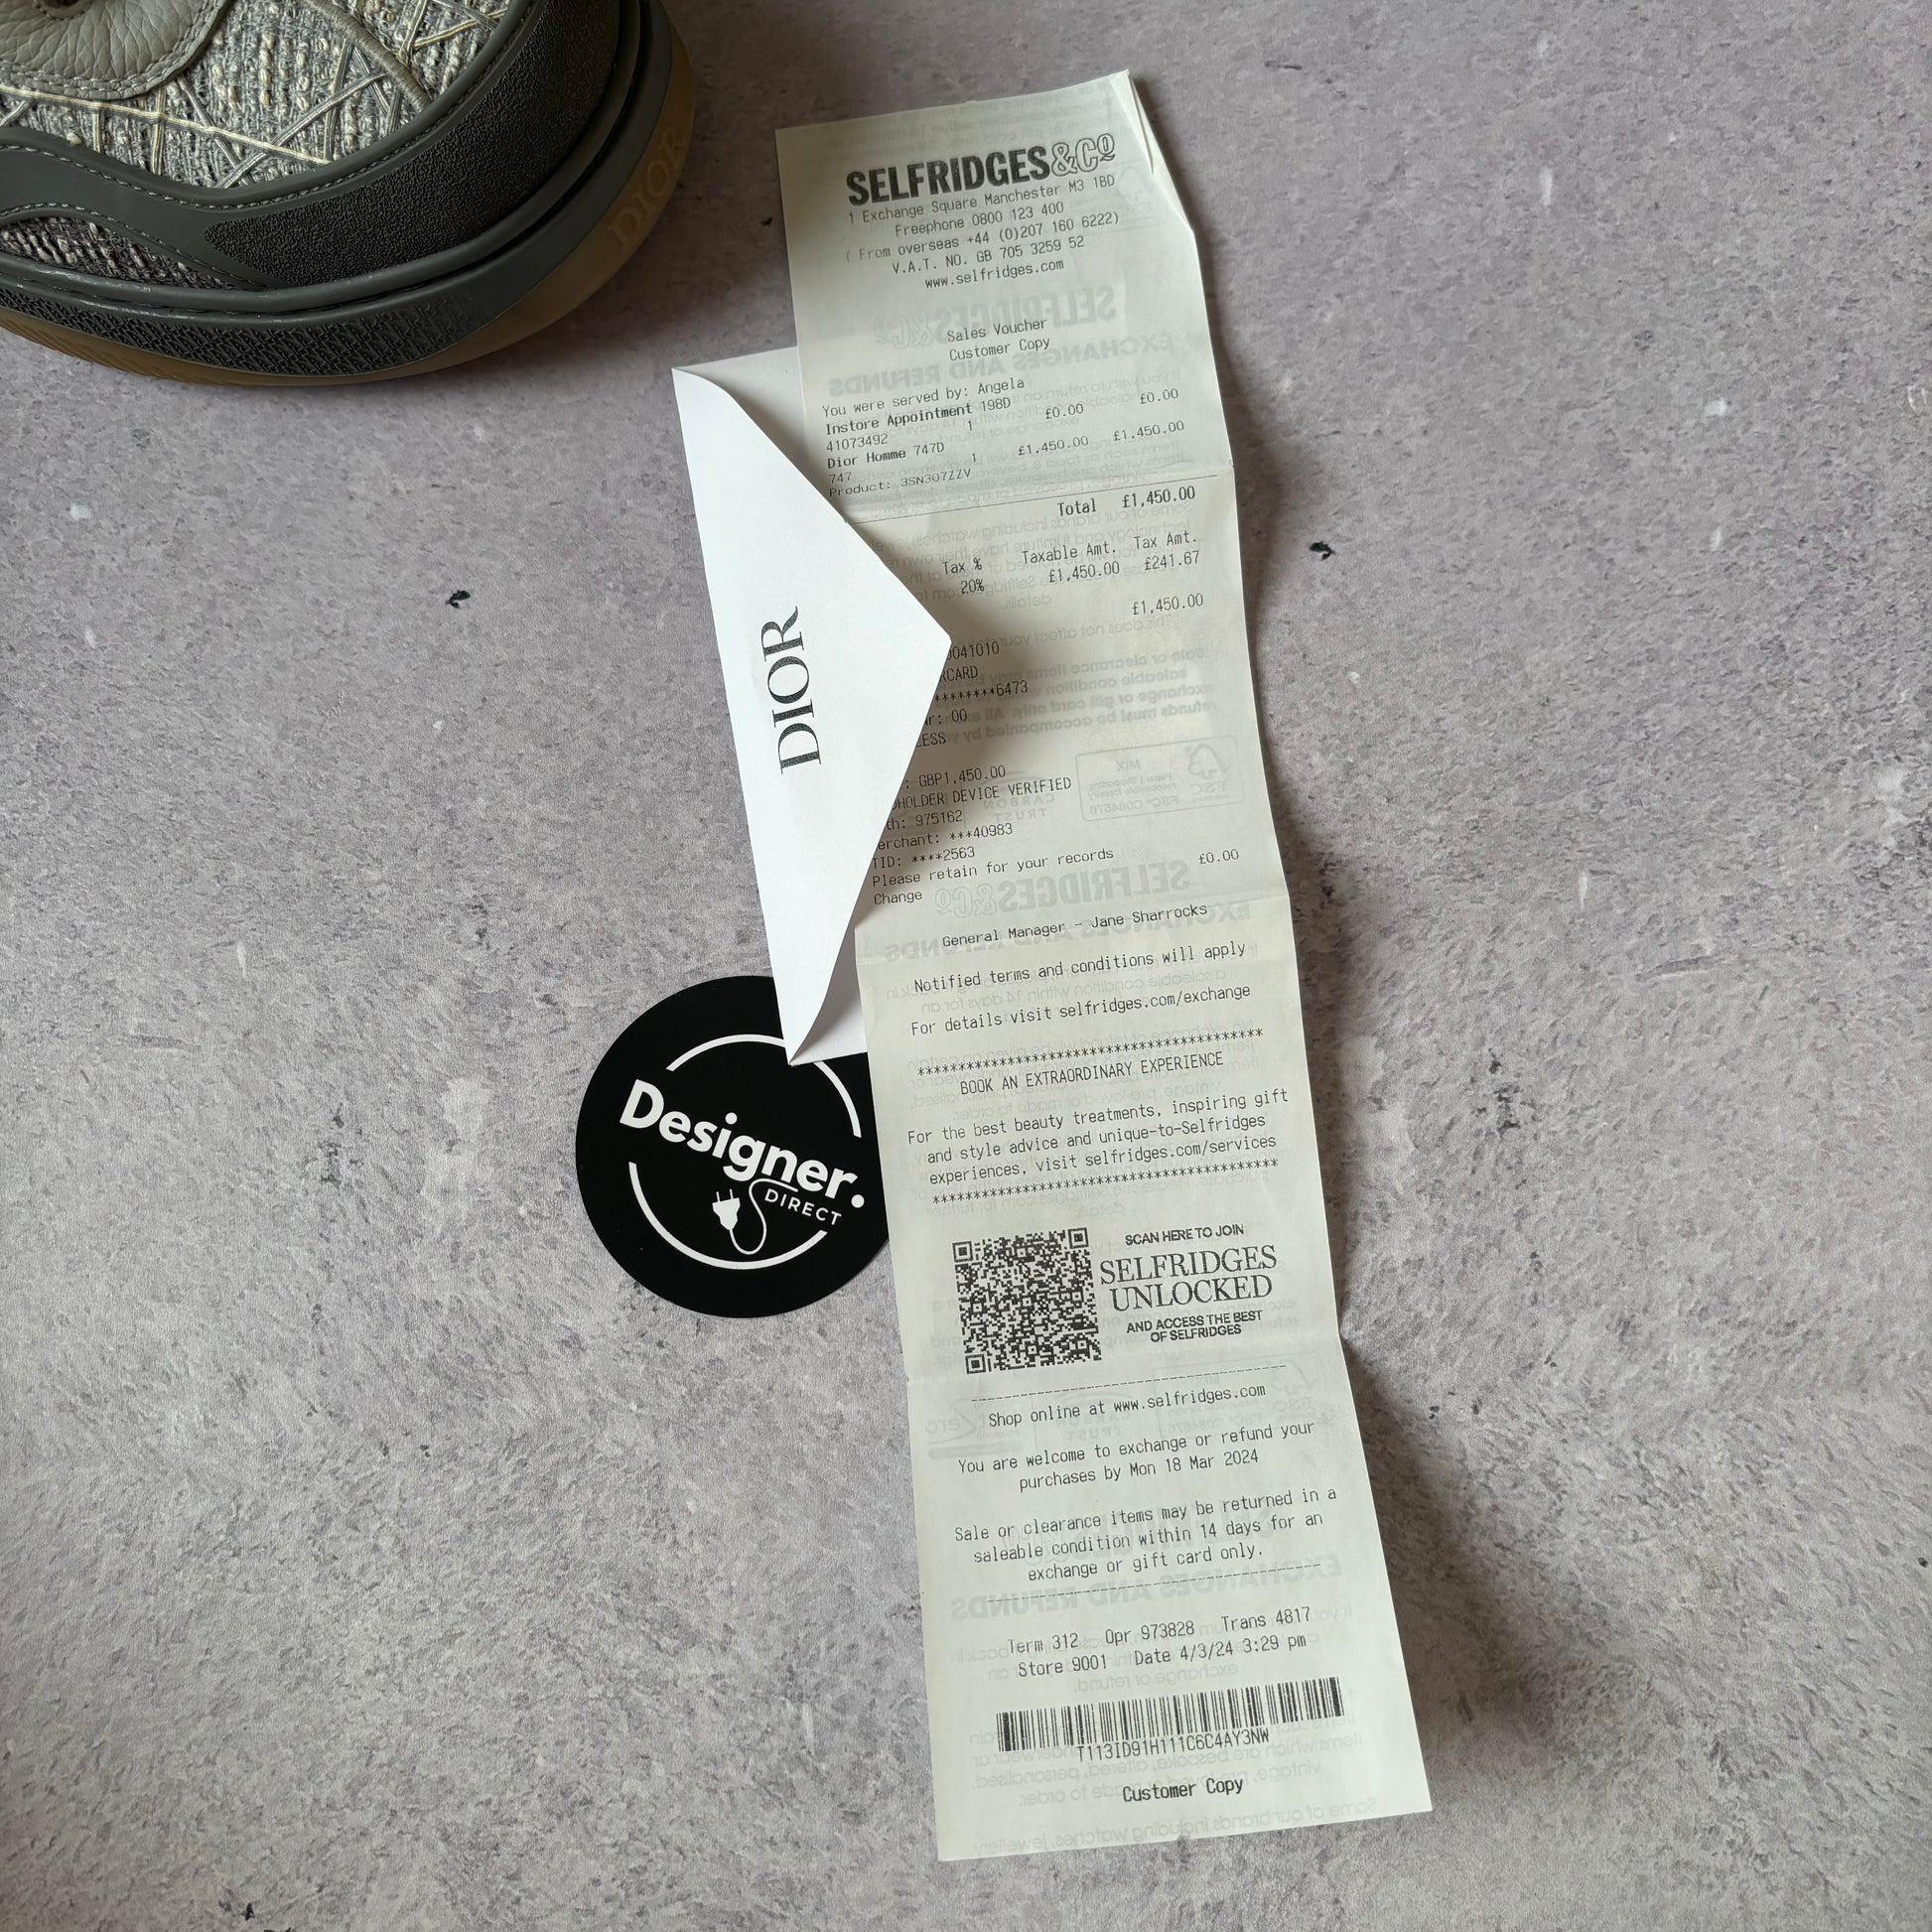 DIOR
SELFRIDGES&Cº
1 Exchange Square Manchester M3 1BD
Freephone 0800 123 400
( From overseas +44 (0)207 160 6222)
V.A.T. NO. GB 705 3259 52
www.selfridges.com
Sales Voucher
Customer Copy
You were served by: Angela
Instore Appointment 198D
41073492 1 £0.00 £0.00
Dior Homme 747D
747 1 £1,450.00 £1,450.00
Product: 3SN307ZZV
Total £1,450.00
Tax % Taxable Amt. Tax Amt.
20% £1,450.00 £241.67
£1,450.00
041010
RCARD
********6473
r: 00
LESS
: GBP1,450.00
HOLDER DEVICE VERIFIED
th: 975162
erchant: ***40983
TID: ****2563
Please retain for your records
Change £0.00
General Manager - Jane Sharrocks
Notified terms and conditions will apply
For details visit selfridges.com/exchange
******************************************
BOOK AN EXTRAORDINARY EXPERIENCE
For the best beauty treatments, inspiring gift
and style advice and unique-to-Selfridges
experiences, visit selfridges.com/services
******************************************
SCAN HERE TO JOIN
SELFRIDGES
UNLOCKED
AND ACCESS THE BEST
OF SELFRIDGES
Shop online at www.selfridges.com
You are welcome to exchange or refund your
purchases by Mon 18 Mar 2024
Sale or clearance items may be returned in a
saleable condition within 14 days for an
exchange or gift card only.
Term 312 Opr 973828 Trans 4817
Store 9001 Date 4/3/24 3:29 pm
T113ID91H111C6C4AY3NW
Customer Copy
DIOR
Designer.
DIRECT